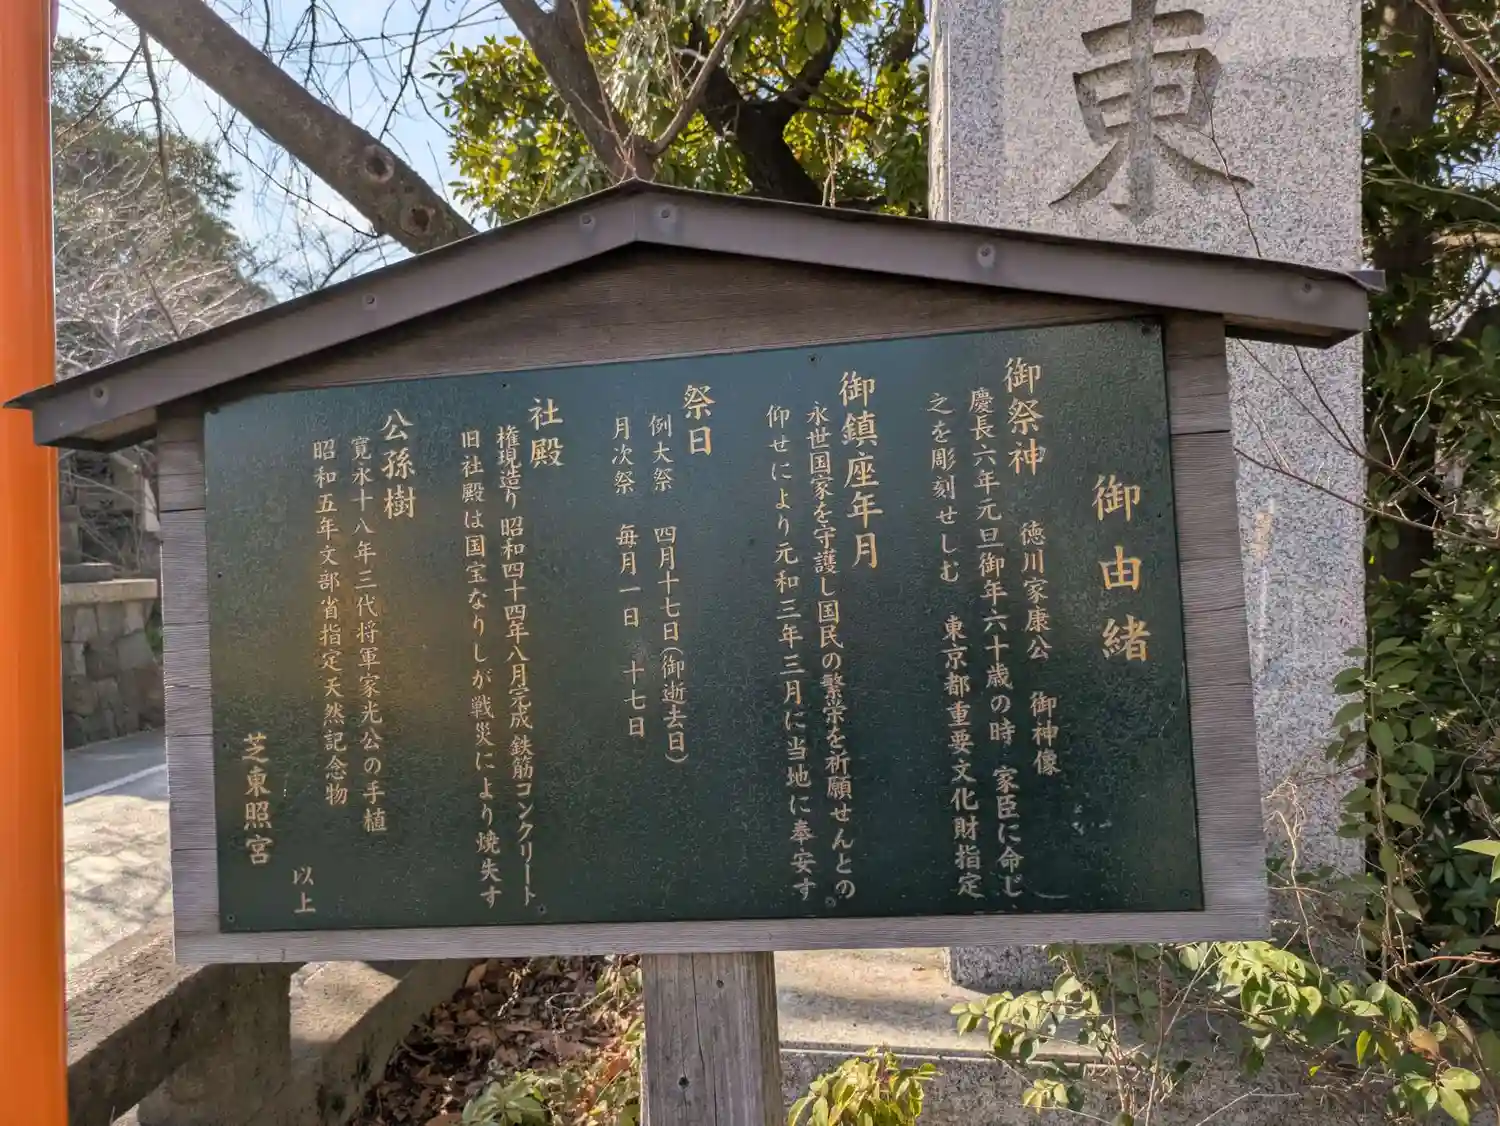 東
御由緒
御祭神　徳川家康公　御神像
慶長六年元旦御年六十歳の時　家臣に命じ、
之を彫刻せしむ　東京都重要文化財指定
御鎮座年月
永世国家を守護し国民の繁栄を祈願せんとの
仰せにより元和三年三月に当地に奉安す。
祭日
例大祭　四月十七日(御逝去日)
月次祭　毎月一日　十七日
社殿
権現造り 昭和四十四年八月完成 鉄筋コンクリート
旧社殿は国宝なりしが戦災により焼失す
公孫樹
寛永十八年三代将軍家光公の手植
昭和五年文部省指定天然記念物
以上
芝東照宮